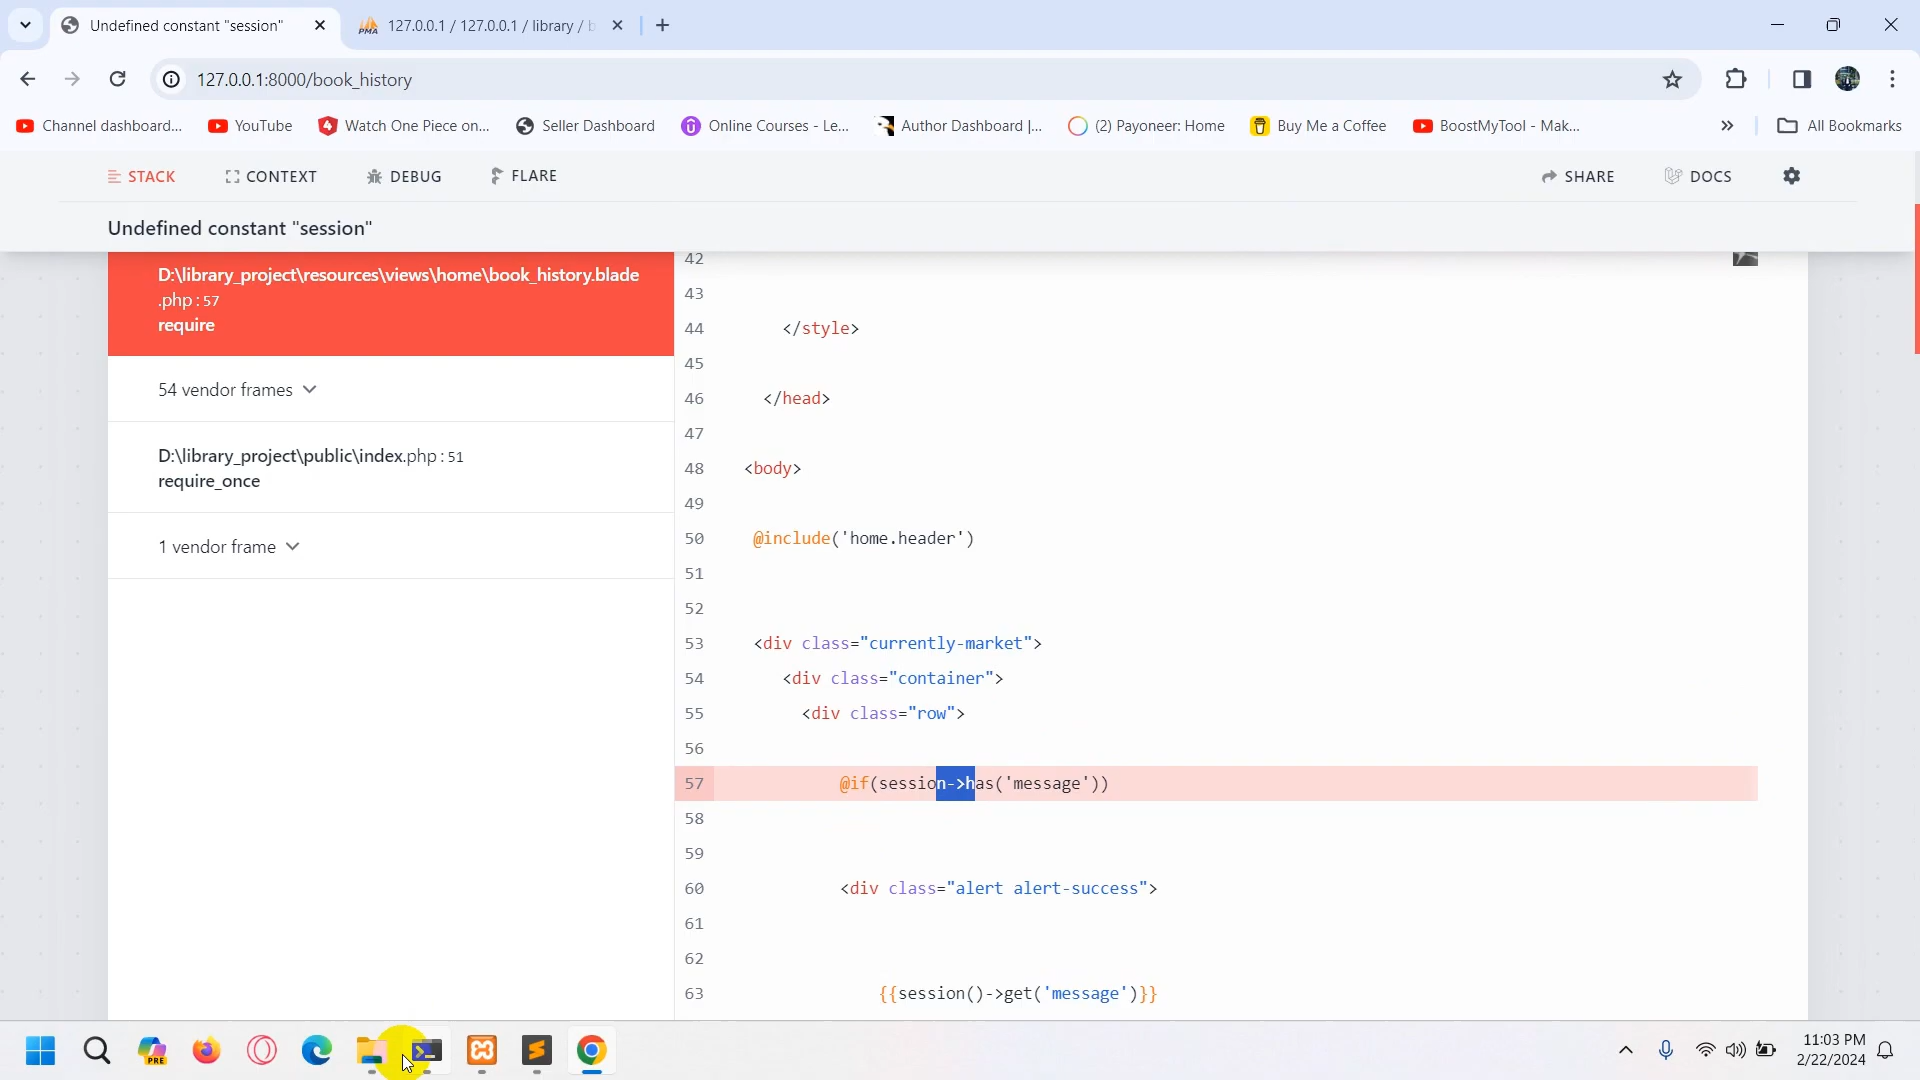 Undefined constant "session"
127.0.0.1 / 127.0.0.1 / library / b
127.0.0.1:8000/book_history
Channel dashboard...
YouTube
Watch One Piece on...
Seller Dashboard
Online Courses - Le...
Author Dashboard |...
(2) Payoneer: Home
Buy Me a Coffee
BoostMyTool - Mak...
All Bookmarks
STACK
CONTEXT
DEBUG
FLARE
SHARE
DOCS
Undefined constant "session"
D:\library_project\resources\views\home\book_history.blade
.php : 57
require
54 vendor frames
D:\library_project\public\index.php : 51
require_once
1 vendor frame
42
43
44 </style>
45
46 </head>
47
48 <body>
49
50 @include('home.header')
51
52
53 <div class="currently-market">
54 <div class="container">
55 <div class="row">
56
57 @if(session->has('message'))
58
59
60 <div class="alert alert-success">
61
62
63 {{session()->get('message')}}
PRE
11:03 PM
2/22/2024